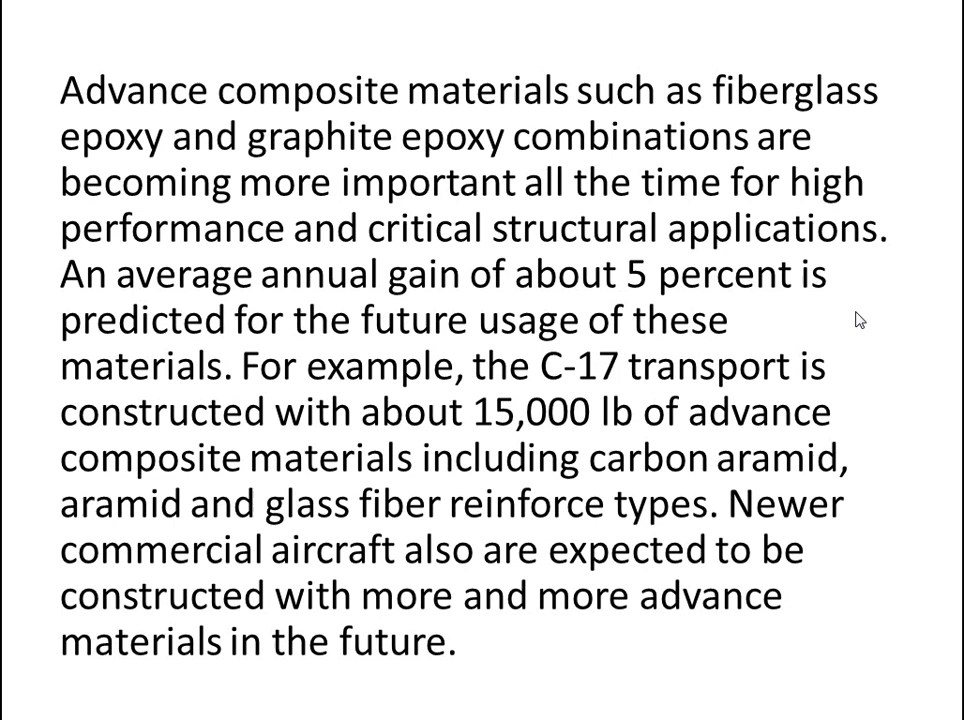 Advance composite materials such as fiberglass
epoxy and graphite epoxy combinations are
becoming more important all the time for high
performance and critical structural applications.
An average annual gain of about 5 percent is
predicted for the future usage of these
materials. For example, the C-17 transport is
constructed with about 15,000 lb of advance
composite materials including carbon aramid,
aramid and glass fiber reinforce types. Newer
commercial aircraft also are expected to be
constructed with more and more advance
materials in the future.